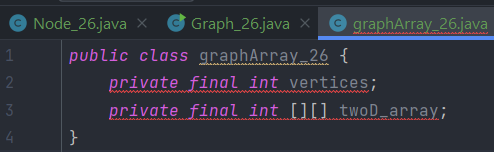 Node_26.java Graph_26.java graphArray_26.java
1 public class graphArray_26 {
2 private final int vertices;
3 private final int [][] twoD_array;
4 }